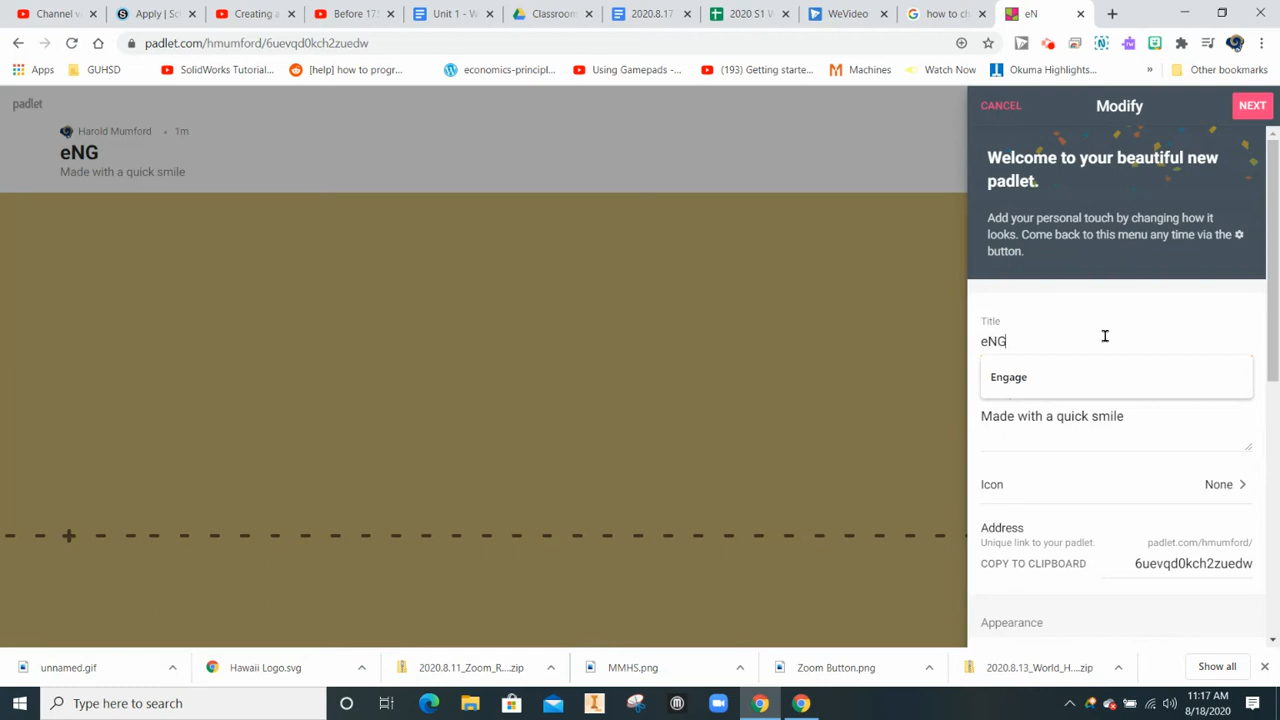 Channel v
Apply | Sc
Creating a
Before 17
Unit 1 - W
Classroom
2020.8.17
2020 S1 W
WeVideo
how to ch
eN
padlet.com/hmumford/6uevqd0kch2zuedw
Apps
GUHSD
SolidWorks Tutorial...
[help] how to progr...
economics-principl...
Using Gamepads -...
(193) Getting starte...
Machines
Watch Now
Okuma Highlights...
»
Other bookmarks
padlet
Harold Mumford • 1m
eNG
Made with a quick smile
CANCEL Modify NEXT
Welcome to your beautiful new
padlet.
Add your personal touch by changing how it
looks. Come back to this menu any time via the
button.
Title
eNG
Engage
Made with a quick smile
Icon None
Address
Unique link to your padlet. padlet.com/hmumford/
COPY TO CLIPBOARD 6uevqd0kch2zuedw
Appearance
unnamed.gif
Hawaii Logo.svg
2020.8.11_Zoom_R....zip
MMHS.png
Zoom Button.png
2020.8.13_World_H....zip
Show all
Type here to search
11:17 AM
8/18/2020